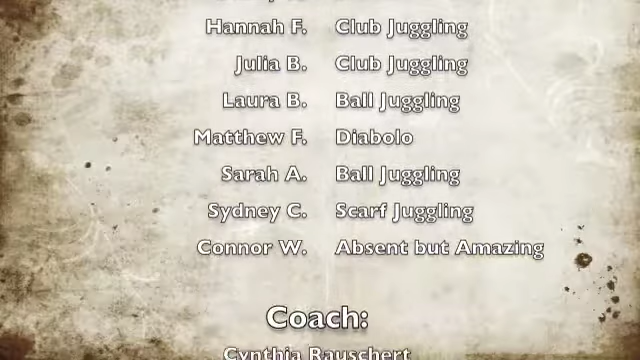 Hannah F. Club Juggling
Julia B. Club Juggling
Laura B. Ball Juggling
Matthew F. Diabolo
Sarah A. Ball Juggling
Sydney C. Scarf Juggling
Connor W. Absent but Amazing
Coach:
Cynthia Rauschert